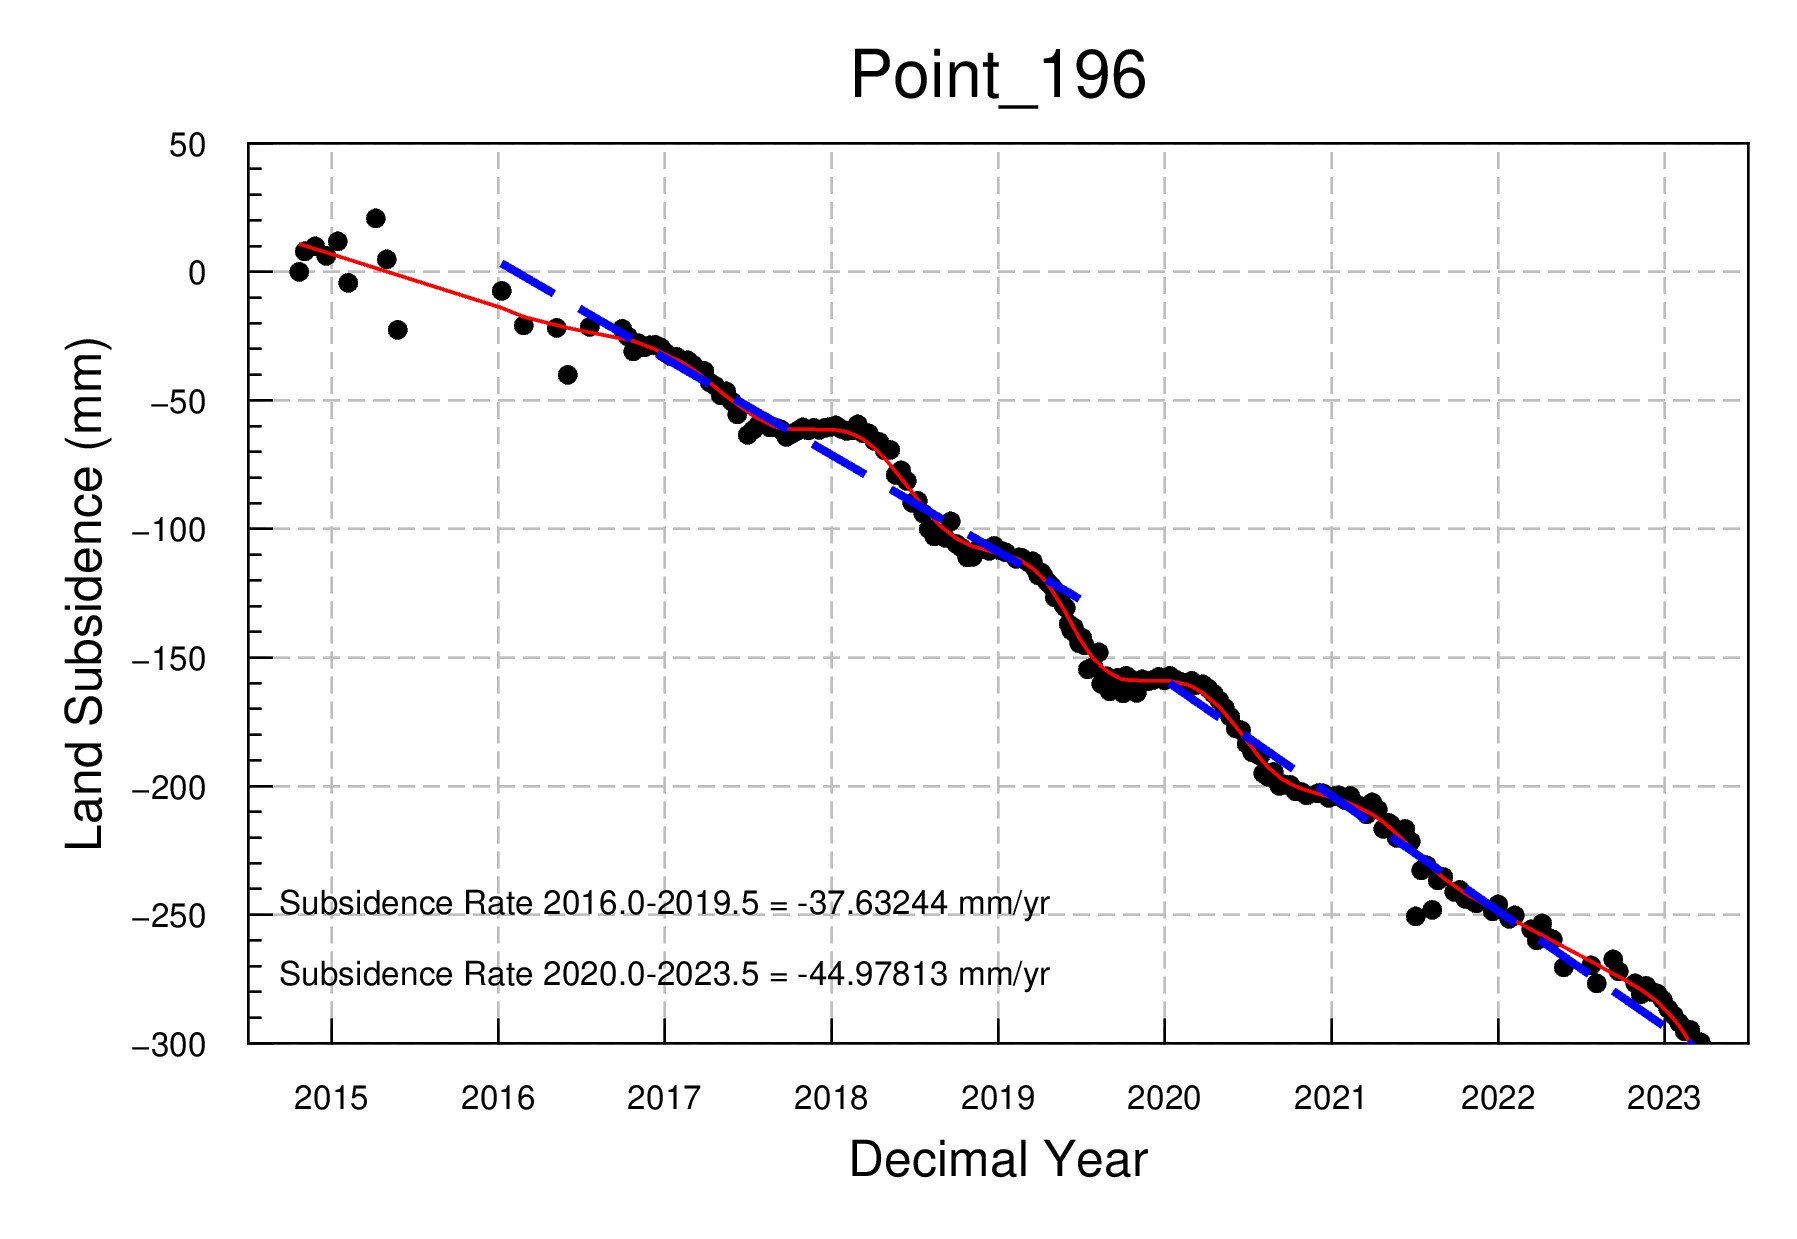 Point_196
50
0
−50
−100
−150
−200
−250
−300
Land Subsidence (mm)
Subsidence Rate 2016.0-2019.5 = -37.63244 mm/yr
Subsidence Rate 2020.0-2023.5 = -44.97813 mm/yr
2015 2016 2017 2018 2019 2020 2021 2022 2023
Decimal Year